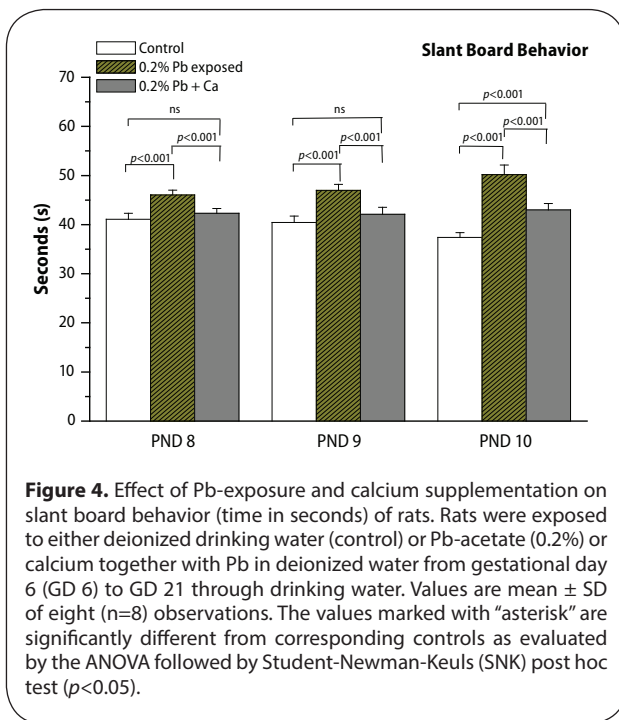 Control
0.2% Pb exposed
0.2% Pb + Ca
Slant Board Behavior
70
60
50
40
30
20
10
0
Seconds (s)
ns
p<0.001
p<0.001
ns
p<0.001
p<0.001
p<0.001
p<0.001
p<0.001
PND 8
PND 9
PND 10
Figure 4. Effect of Pb-exposure and calcium supplementation on
slant board behavior (time in seconds) of rats. Rats were exposed
to either deionized drinking water (control) or Pb-acetate (0.2%) or
calcium together with Pb in deionized water from gestational day
6 (GD 6) to GD 21 through drinking water. Values are mean ± SD
of eight (n=8) observations. The values marked with “asterisk” are
significantly different from corresponding controls as evaluated
by the ANOVA followed by Student-Newman-Keuls (SNK) post hoc
test (p<0.05).